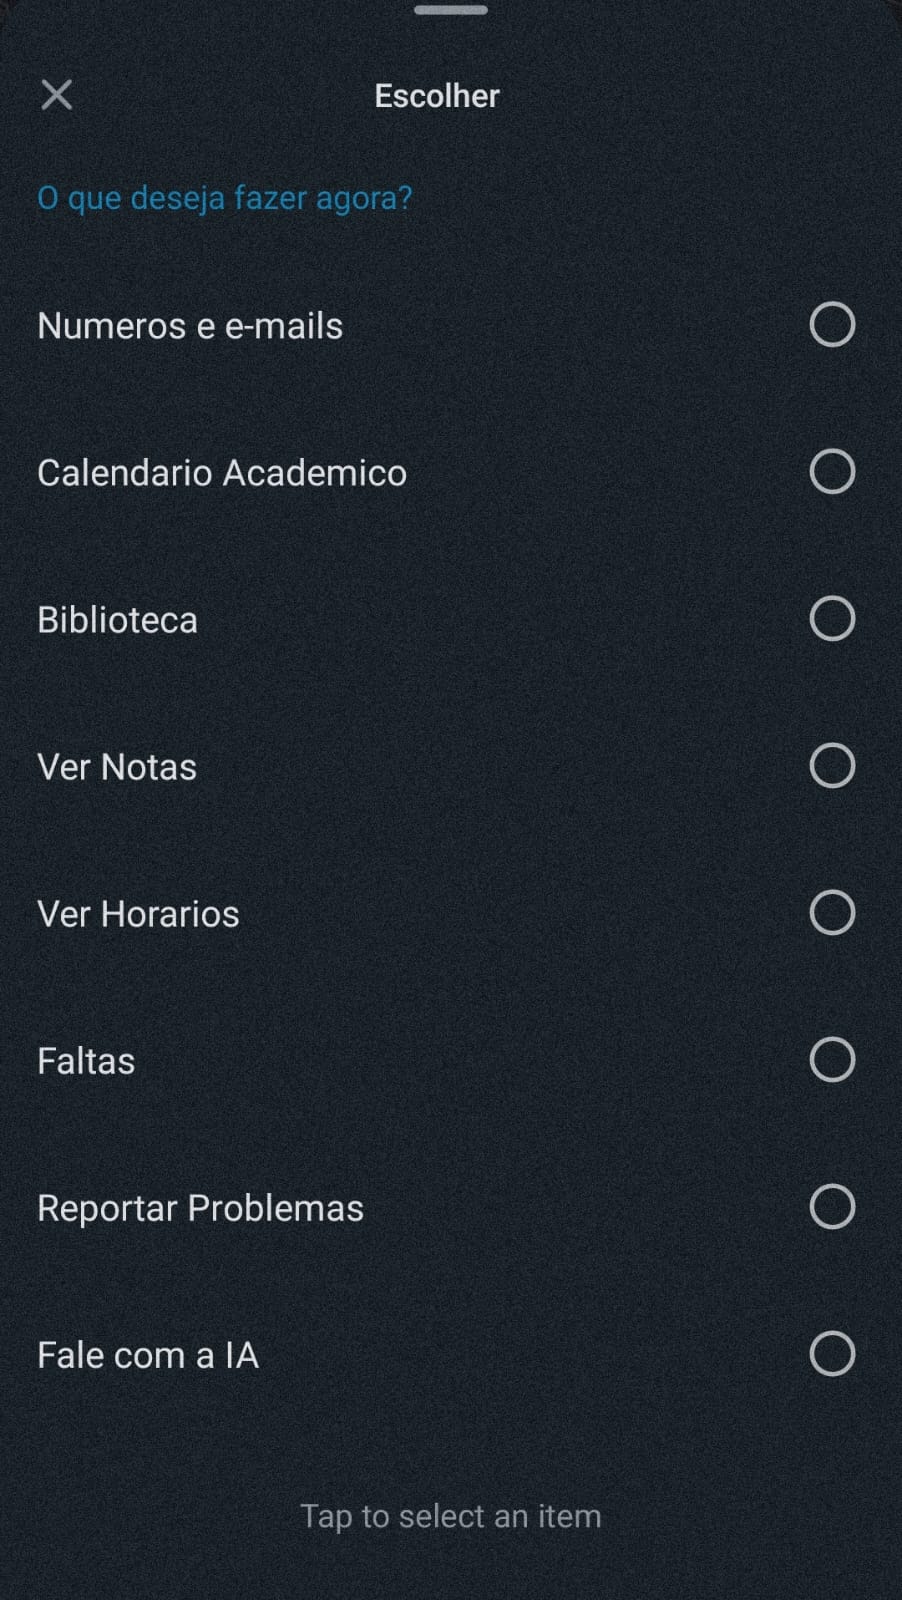 Escolher
O que deseja fazer agora?
Numeros e e-mails
Calendario Academico
Biblioteca
Ver Notas
Ver Horarios
Faltas
Reportar Problemas
Fale com a IA
Tap to select an item